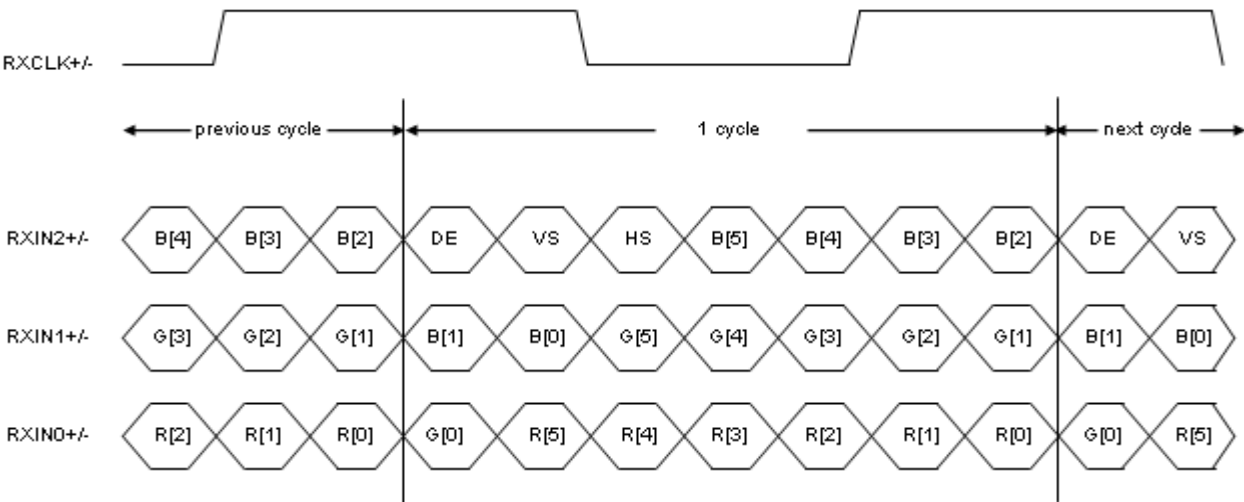 RXCLK+/-
previous cycle 1 cycle next cycle
RXIN2+/- B[4] B[3] B[2] DE VS HS B[5] B[4] B[3] B[2] DE VS
RXIN1+/- G[3] G[2] G[1] B[1] B[0] G[5] G[4] G[3] G[2] G[1] B[1] B[0]
RXIN0+/- R[2] R[1] R[0] G[0] R[5] R[4] R[3] R[2] R[1] R[0] G[0] R[5]